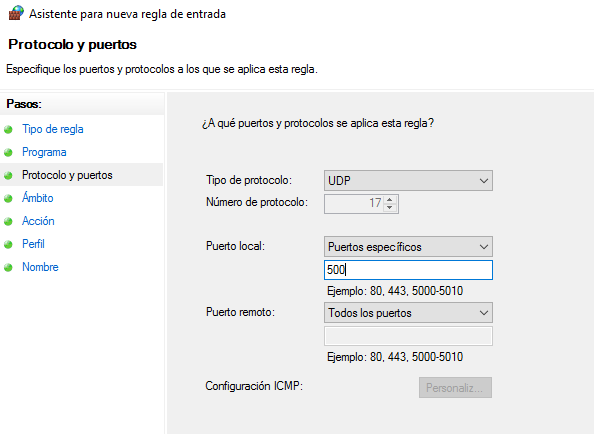 Asistente para nueva regla de entrada
Protocolo y puertos
Especifique los puertos y protocolos a los que se aplica esta regla.
Pasos:
Tipo de regla
Programa
Protocolo y puertos
Ámbito
Acción
Perfil
Nombre
¿A qué puertos y protocolos se aplica esta regla?
Tipo de protocolo: UDP
Número de protocolo: 17
Puerto local: Puertos específicos
500
Ejemplo: 80, 443, 5000-5010
Puerto remoto: Todos los puertos
Ejemplo: 80, 443, 5000-5010
Configuración ICMP: Personaliz...